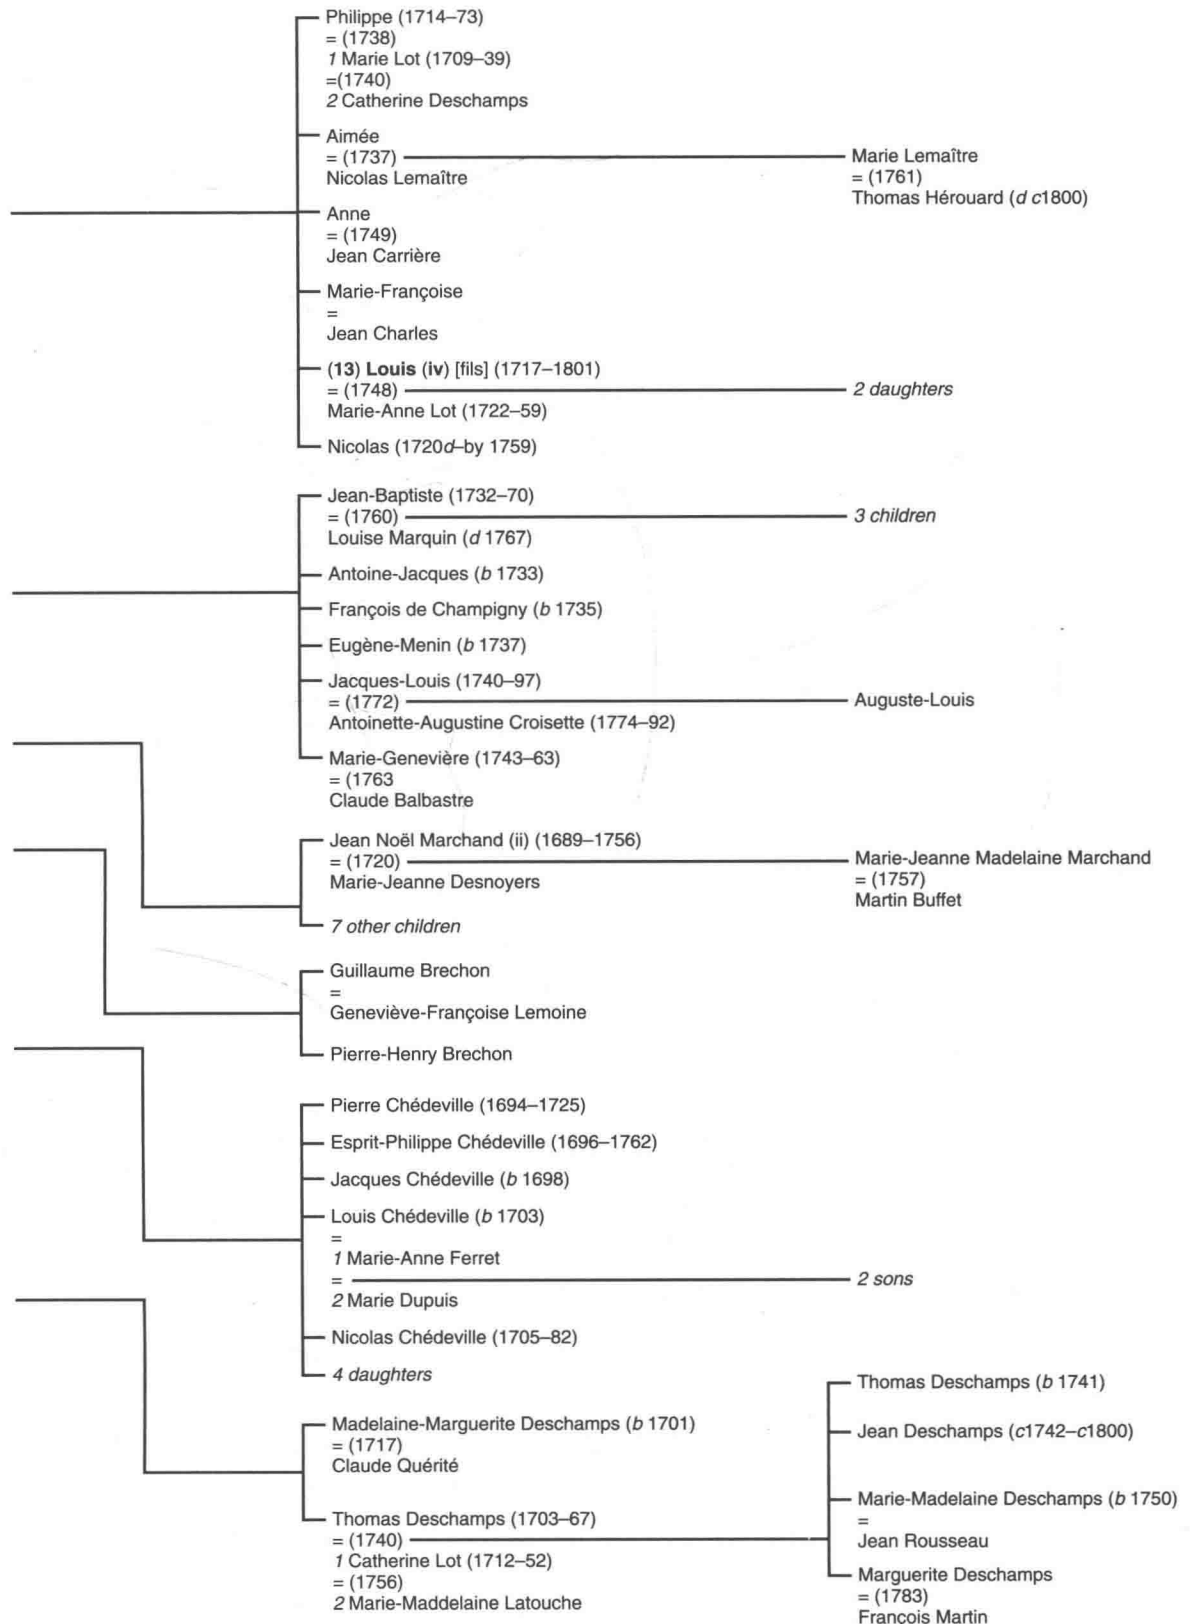 Philippe (1714–73)
= (1738)
1 Marie Lot (1709–39)
=(1740)
2 Catherine Deschamps
Aimée
= (1737)
Nicolas Lemaître
Marie Lemaître
= (1761)
Thomas Hérouard (d c1800)
Anne
= (1749)
Jean Carrière
Marie-Françoise
=
Jean Charles
(13) Louis (iv) [fils] (1717–1801)
= (1748)
Marie-Anne Lot (1722–59)
2 daughters
Nicolas (1720d–by 1759)
Jean-Baptiste (1732–70)
= (1760)
Louise Marquin (d 1767)
3 children
Antoine-Jacques (b 1733)
François de Champigny (b 1735)
Eugène-Menin (b 1737)
Jacques-Louis (1740–97)
= (1772)
Antoinette-Augustine Croisette (1774–92)
Auguste-Louis
Marie-Genevière (1743–63)
= (1763
Claude Balbastre
Jean Noël Marchand (ii) (1689–1756)
= (1720)
Marie-Jeanne Desnoyers
Marie-Jeanne Madelaine Marchand
= (1757)
Martin Buffet
7 other children
Guillaume Brechon
=
Geneviève-Françoise Lemoine
Pierre-Henry Brechon
Pierre Chédeville (1694–1725)
Esprit-Philippe Chédeville (1696–1762)
Jacques Chédeville (b 1698)
Louis Chédeville (b 1703)
=
1 Marie-Anne Ferret
=
2 Marie Dupuis
2 sons
Nicolas Chédeville (1705–82)
4 daughters
Madelaine-Marguerite Deschamps (b 1701)
= (1717)
Claude Quérité
Thomas Deschamps (1703–67)
= (1740)
1 Catherine Lot (1712–52)
= (1756)
2 Marie-Maddelaine Latouche
Thomas Deschamps (b 1741)
Jean Deschamps (c1742–c1800)
Marie-Madelaine Deschamps (b 1750)
=
Jean Rousseau
Marguerite Deschamps
= (1783)
François Martin